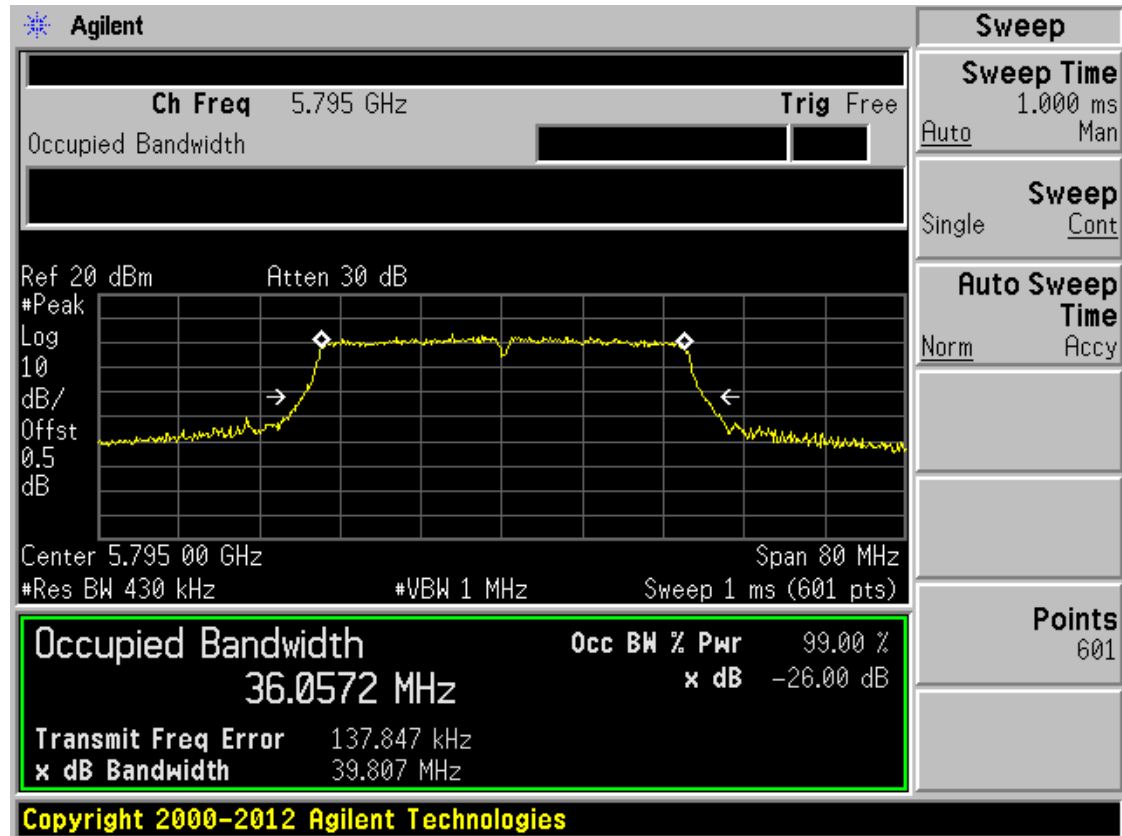 Agilent
Ch Freq 5.795 GHz Trig Free
Occupied Bandwidth
Ref 20 dBm Atten 30 dB
#Peak
Log
10
dB/
Offst
0.5
dB
Center 5.795 00 GHz Span 80 MHz
#Res BW 430 kHz #VBW 1 MHz Sweep 1 ms (601 pts)
Occupied Bandwidth
36.0572 MHz
Occ BW % Pwr 99.00 %
x dB -26.00 dB
Transmit Freq Error 137.847 kHz
x dB Bandwidth 39.807 MHz
Copyright 2000-2012 Agilent Technologies
Sweep
Sweep Time
1.000 ms
Auto Man
Sweep
Single Cont
Auto Sweep
Time
Norm Accy
Points
601